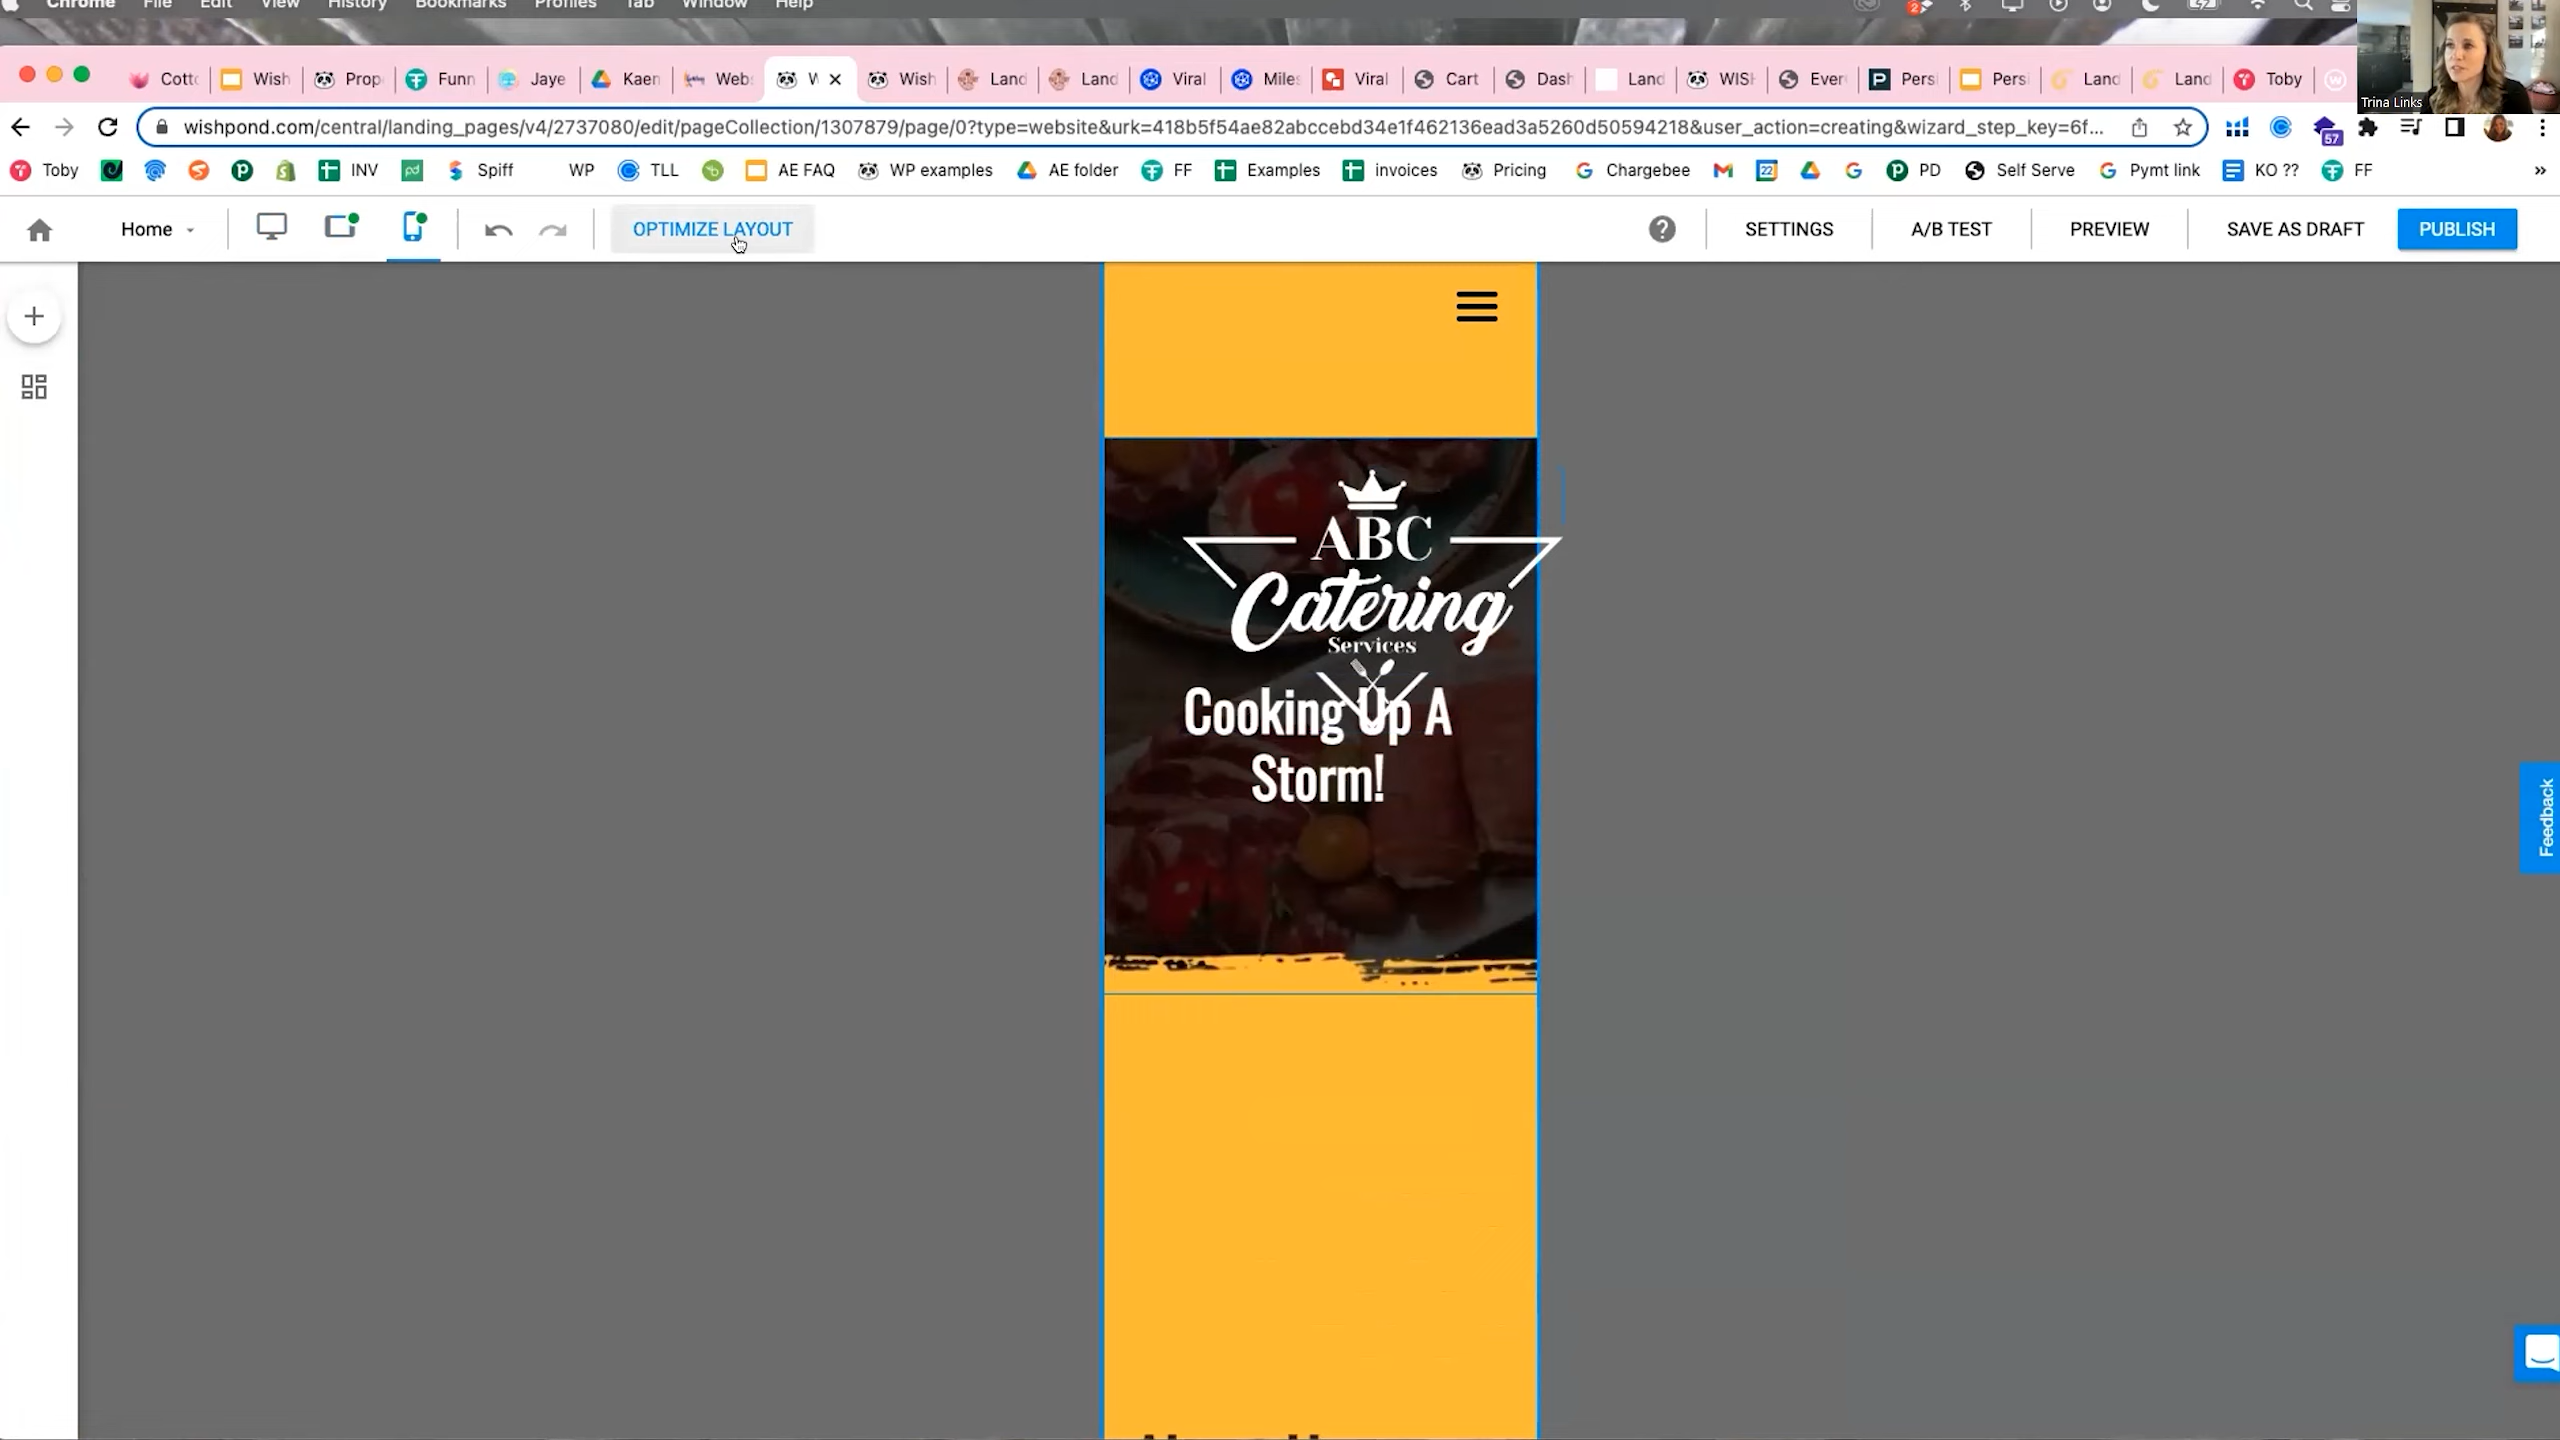 Chrome File Edit View History Bookmarks Profiles Tab Window Help
2
Cott Wish Prop Funn Jaye Kaen Web W Wish Land Land Viral Miles Viral Cart Dash Land WISH Ever Pers Persi Land Land Toby
Trina Links
wishpond.com/central/landing_pages/v4/2737080/edit/pageCollection/1307879/page/0?type=website&urk=418b5f54ae82abccebd34e1f462136ead3a5260d50594218&user_action=creating&wizard_step_key=6f...
57
Toby INV Spiff WP TLL AE FAQ WP examples AE folder FF Examples invoices Pricing Chargebee 22 PD Self Serve Pymt link KO ?? FF »
Home OPTIMIZE LAYOUT ? SETTINGS A/B TEST PREVIEW SAVE AS DRAFT PUBLISH
ABC
Catering
Services
Cooking Up A
Storm!
Feedback